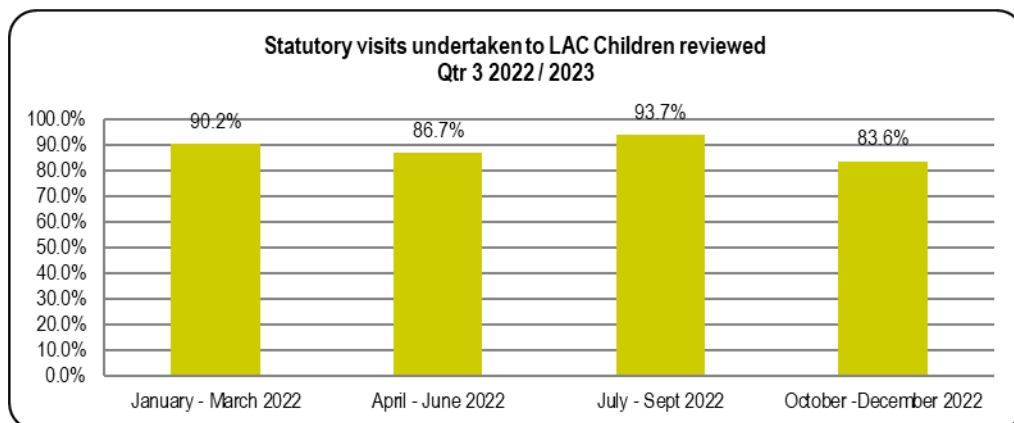 Statutory visits undertaken to LAC Children reviewed
Qtr 3 2022 / 2023
100.0%
90.0%
80.0%
70.0%
60.0%
50.0%
40.0%
30.0%
20.0%
10.0%
0.0%
90.2%
86.7%
93.7%
83.6%
January - March 2022
April - June 2022
July - Sept 2022
October -December 2022